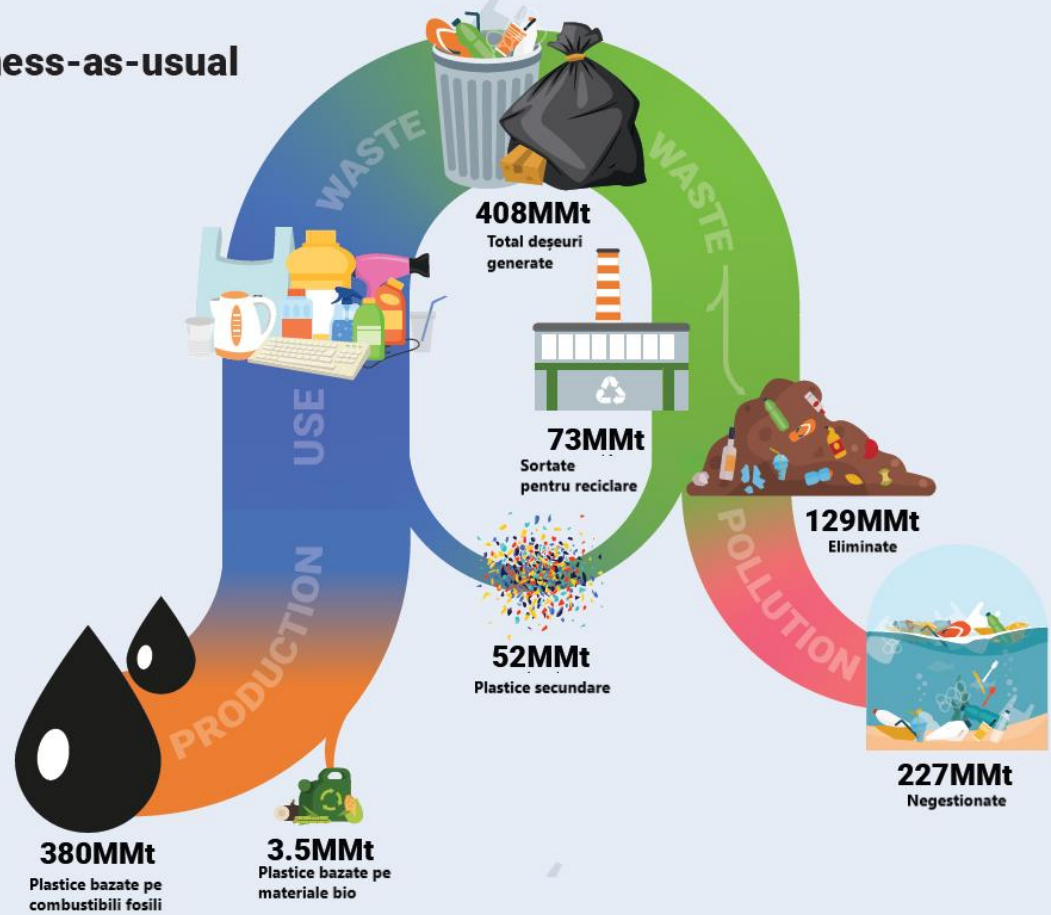 ness-as-usual
WASTE
WASTE
408MMt
Total deșeuri
generate
USE
73MMt
Sortate
pentru reciclare
129MMt
Eliminate
POLLUTION
PRODUCTION
52MMt
Plastice secundare
227MMt
Negestionate
380MMt
Plastice bazate pe
combustibili fosili
3.5MMt
Plastice bazate pe
materiale bio